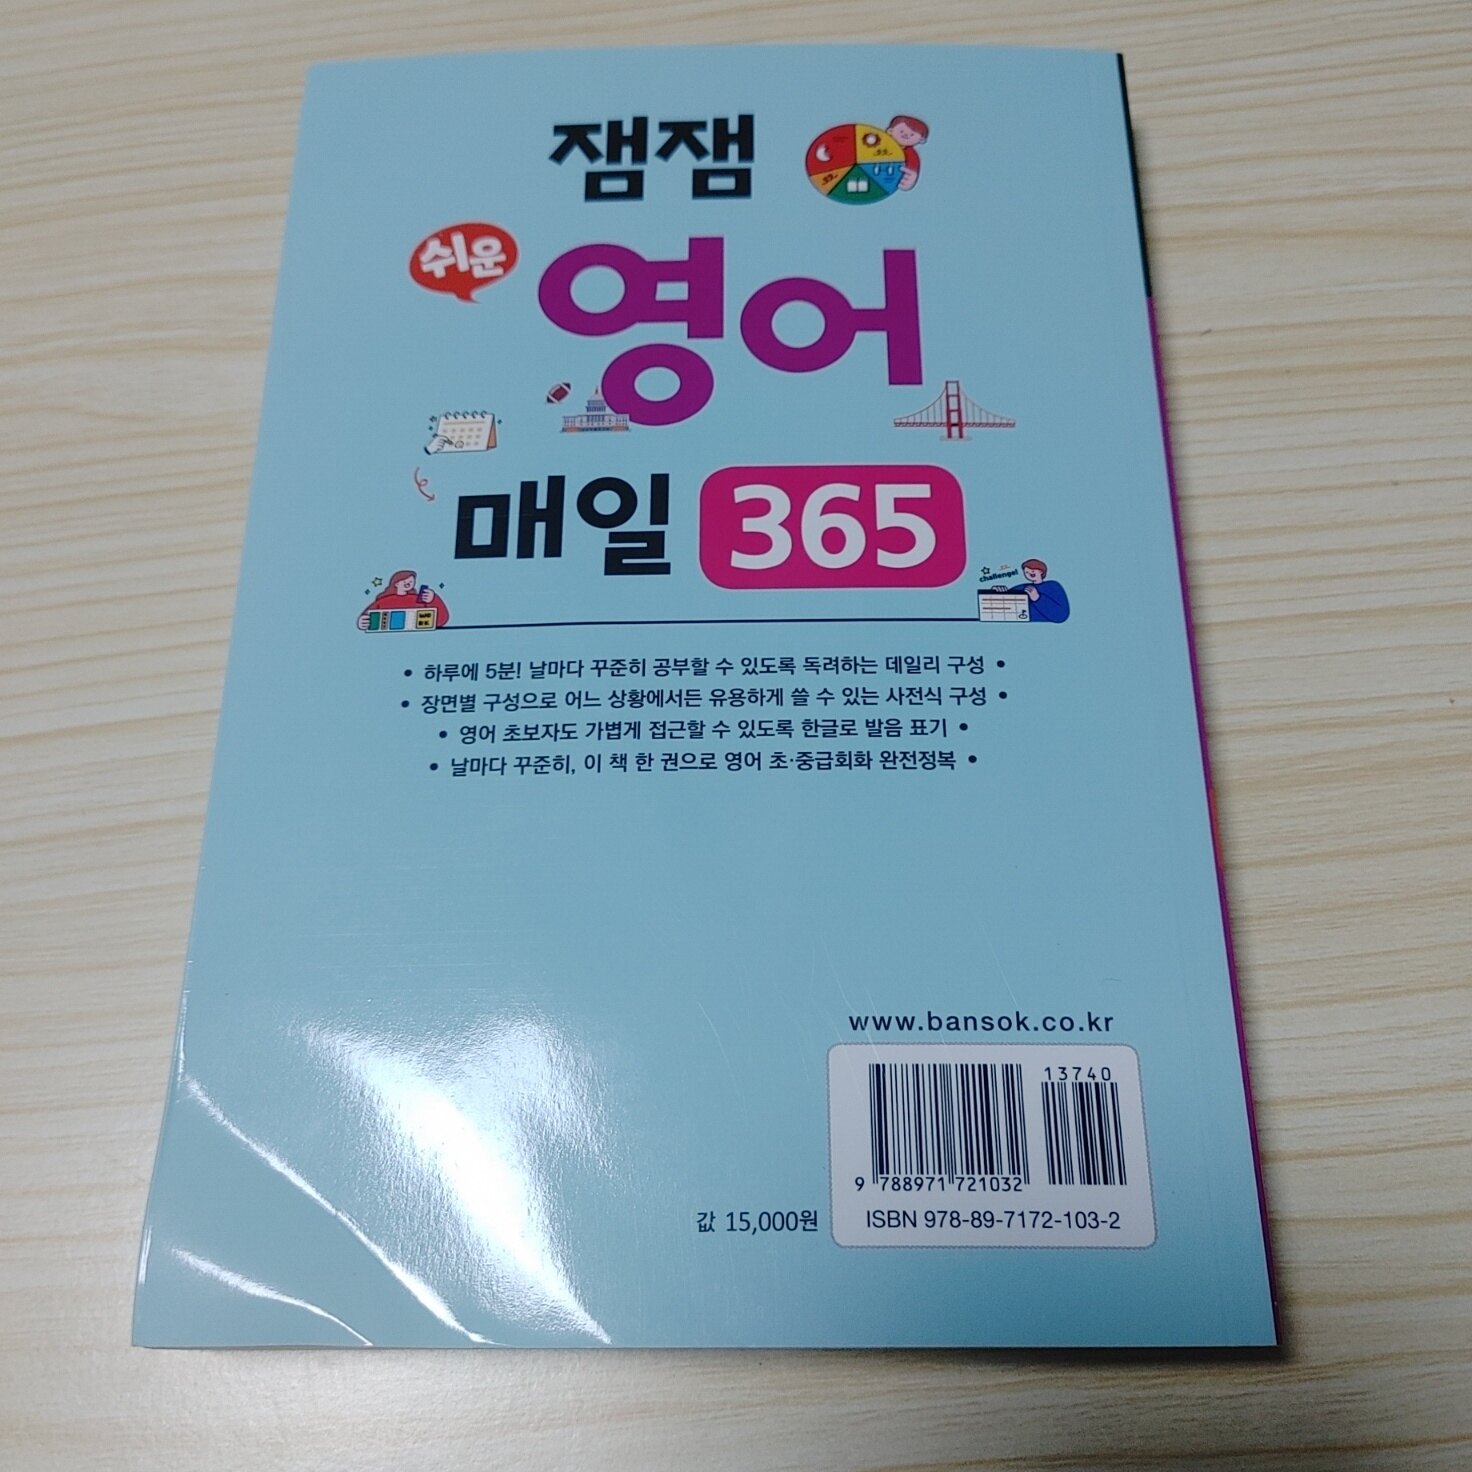 잼잼
쉬운
영어
매일 365
challenge!
• 하루에 5분! 날마다 꾸준히 공부할 수 있도록 독려하는 데일리 구성 •
• 장면별 구성으로 어느 상황에서든 유용하게 쓸 수 있는 사전식 구성 •
• 영어 초보자도 가볍게 접근할 수 있도록 한글로 발음 표기 •
• 날마다 꾸준히, 이 책 한 권으로 영어 초·중급회화 완전정복 •
www.bansok.co.kr
13740
9 788971 721032
값 15,000원
ISBN 978-89-7172-103-2